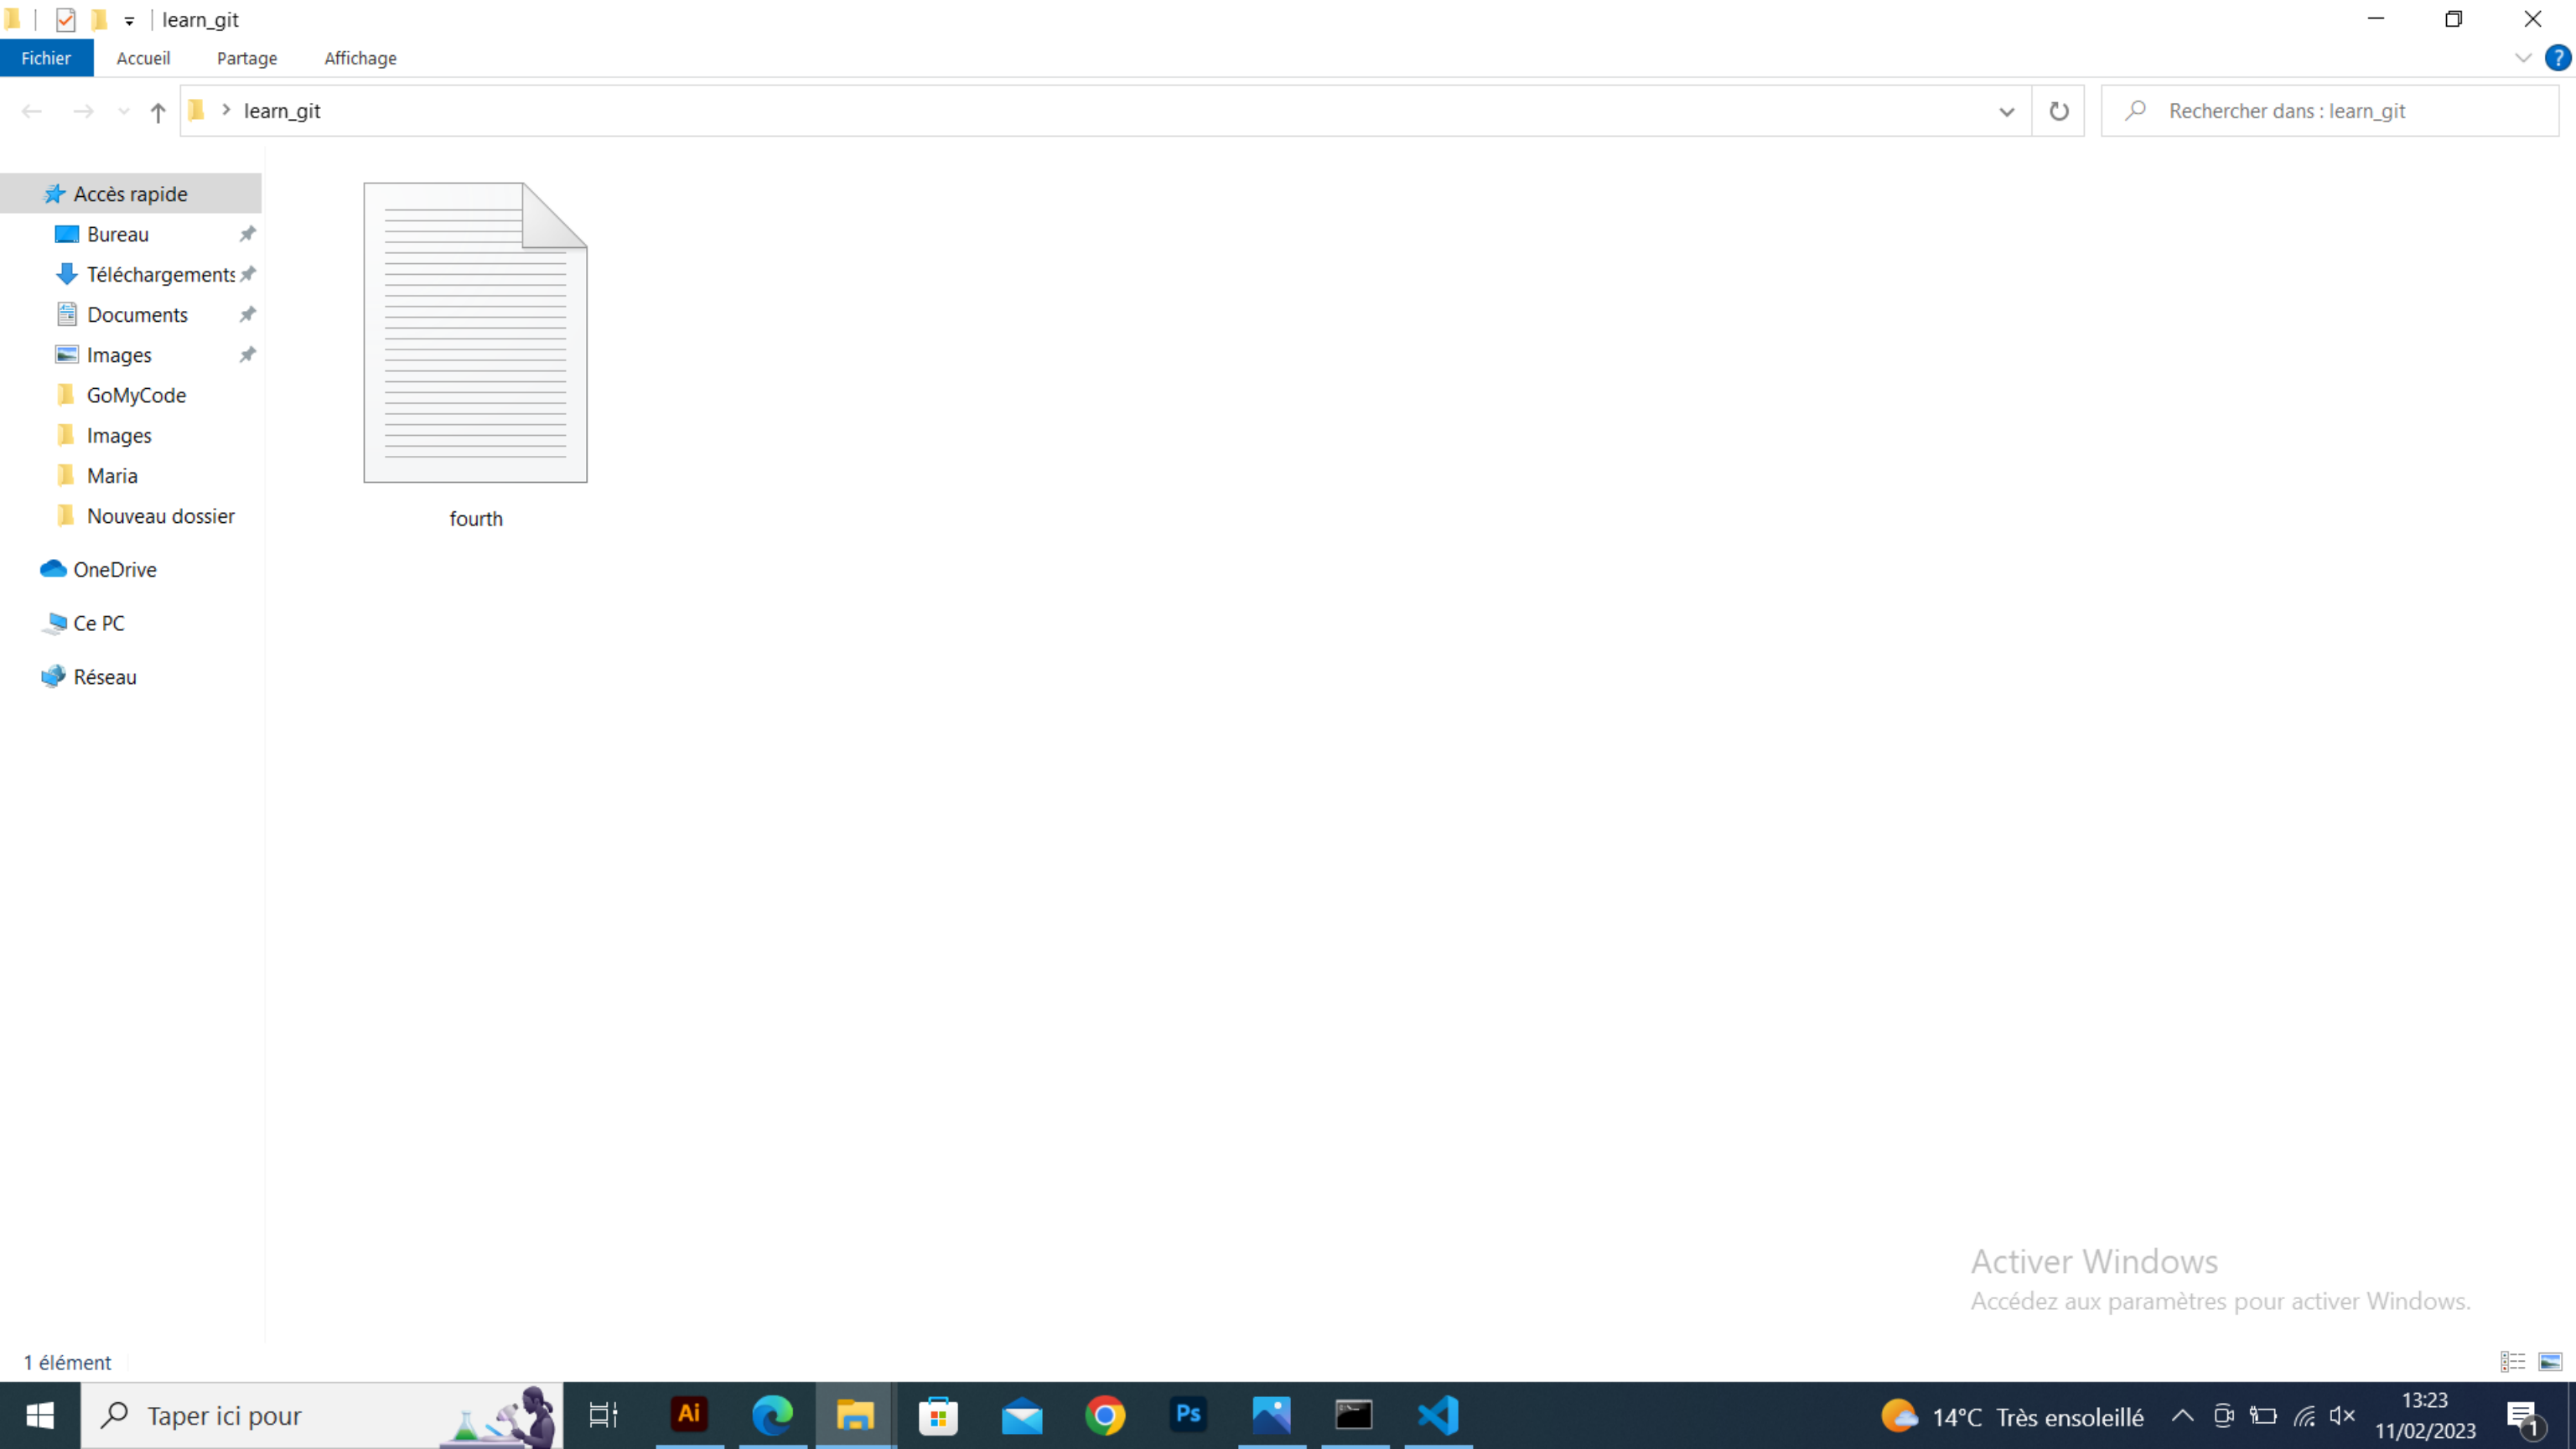 learn_git
Fichier Accueil Partage Affichage
learn_git
Rechercher dans : learn_git
Accès rapide
Bureau
Téléchargements
Documents
Images
GoMyCode
Images
Maria
Nouveau dossier
OneDrive
Ce PC
Réseau
fourth
Activer Windows
Accédez aux paramètres pour activer Windows.
1 élément
Taper ici pour
Ai
Ps
14°C Très ensoleillé
13:23
11/02/2023
1